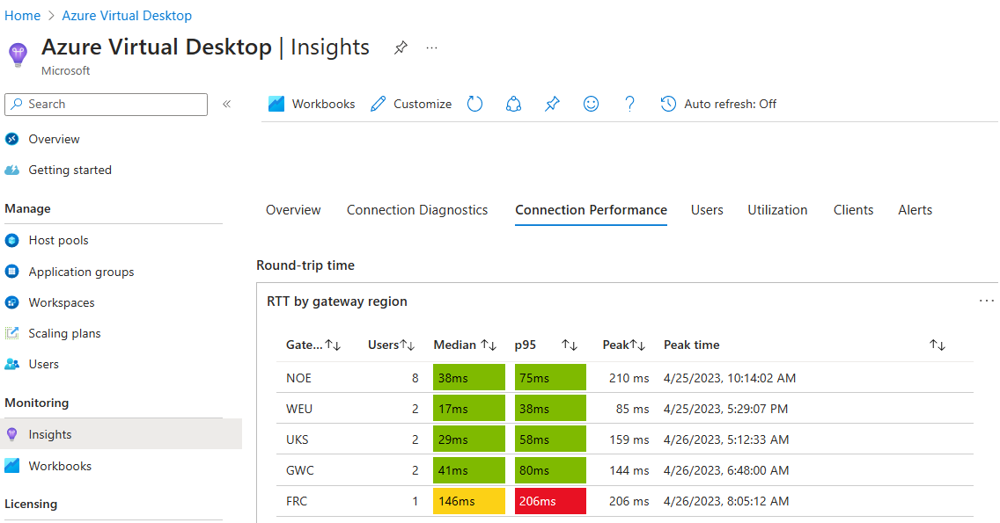 Home > Azure Virtual Desktop
Azure Virtual Desktop | Insights ...
Microsoft
Search «
Workbooks Customize ? Auto refresh: Off
Overview
Getting started
Manage
Host pools
Application groups
Workspaces
Scaling plans
Users
Monitoring
Insights
Workbooks
Licensing
Overview Connection Diagnostics Connection Performance Users Utilization Clients Alerts
Round-trip time
RTT by gateway region ...
Gate...↑↓ Users↑↓ Median ↑↓ p95 ↑↓ Peak↑↓ Peak time ↑↓
NOE 8 38ms 75ms 210 ms 4/25/2023, 10:14:02 AM
WEU 2 17ms 38ms 85 ms 4/25/2023, 5:29:07 PM
UKS 2 29ms 58ms 159 ms 4/26/2023, 5:12:33 AM
GWC 2 41ms 80ms 144 ms 4/26/2023, 6:48:00 AM
FRC 1 146ms 206ms 206 ms 4/26/2023, 8:05:12 AM